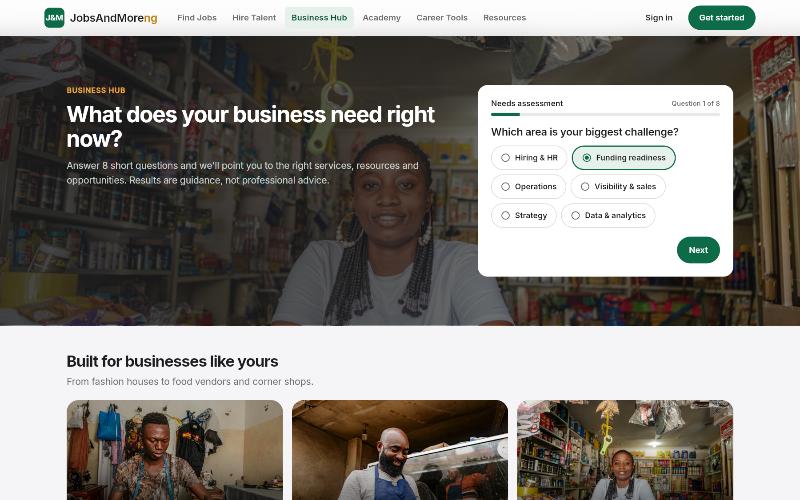 J&M JobsAndMoreng Find Jobs Hire Talent Business Hub Academy Career Tools Resources Sign in Get started
BUSINESS HUB
What does your business need right
now?
Answer 8 short questions and we'll point you to the right services, resources and
opportunities. Results are guidance, not professional advice.
Needs assessment Question 1 of 8
Which area is your biggest challenge?
Hiring & HR Funding readiness
Operations Visibility & sales
Strategy Data & analytics
Next
Built for businesses like yours
From fashion houses to food vendors and corner shops.